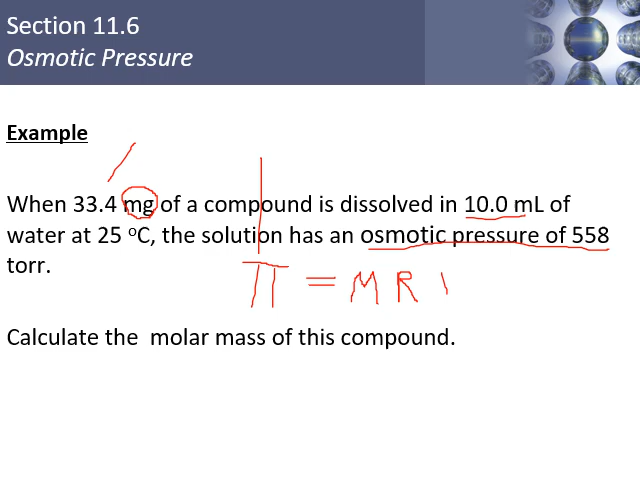 Section 11.6
Osmotic Pressure
Example
When 33.4 mg of a compound is dissolved in 10.0 mL of
water at 25 °C, the solution has an osmotic pressure of 558
torr.
π = M R
Calculate the molar mass of this compound.